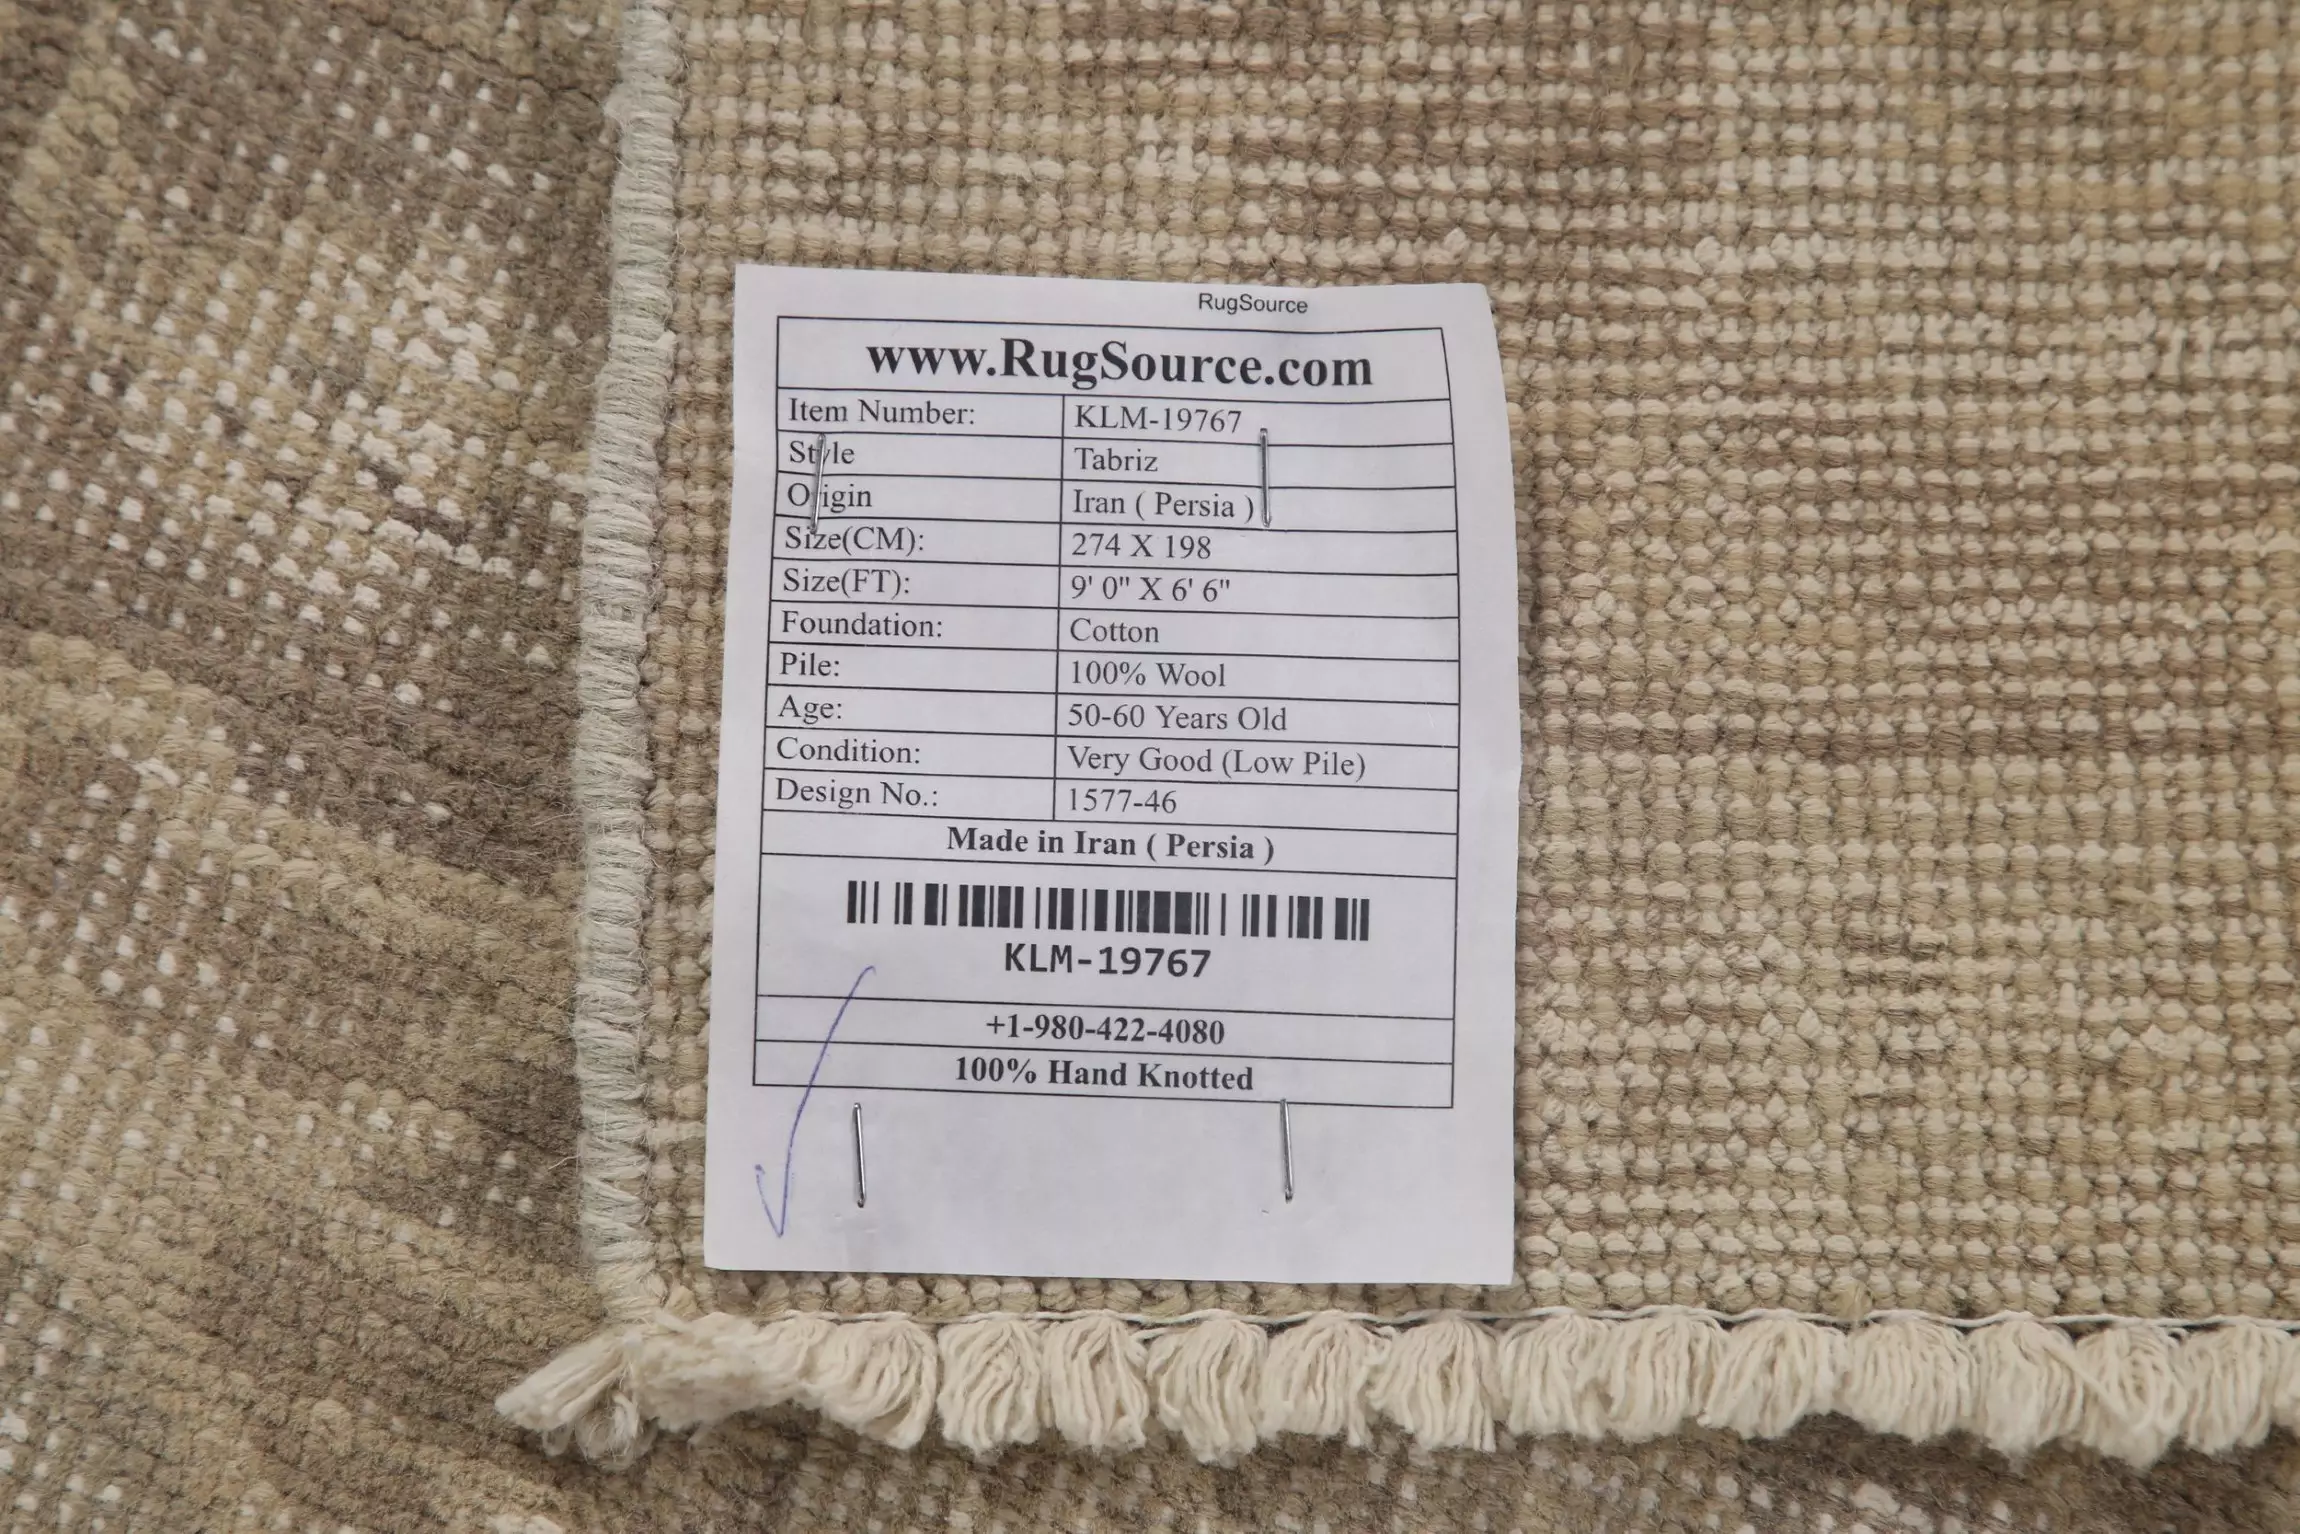 RugSource
www.RugSource.com
Item Number: KLM-19767
Style Tabriz
Origin Iran ( Persia )
Size(CM): 274 X 198
Size(FT): 9' 0" X 6' 6"
Foundation: Cotton
Pile: 100% Wool
Age: 50-60 Years Old
Condition: Very Good (Low Pile)
Design No.: 1577-46
Made in Iran ( Persia )
KLM-19767
+1-980-422-4080
100% Hand Knotted